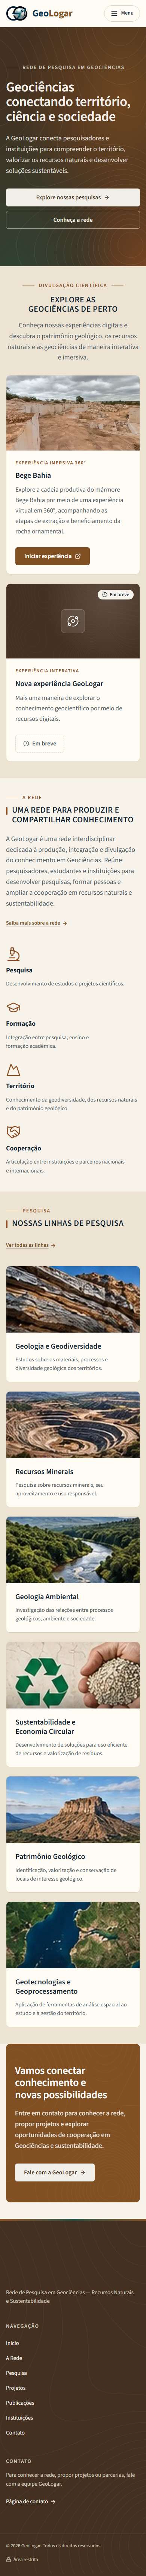 GeoLogar
Menu
REDE DE PESQUISA EM GEOCIÊNCIAS
Geociências
conectando território,
ciência e sociedade
A GeoLogar conecta pesquisadores e
instituições para compreender o território,
valorizar os recursos naturais e desenvolver
soluções sustentáveis.
Explore nossas pesquisas
Conheça a rede
DIVULGAÇÃO CIENTÍFICA
EXPLORE AS
GEOCIÊNCIAS DE PERTO
Conheça nossas experiências digitais e
descubra o patrimônio geológico, os recursos
naturais e as geociências de maneira interativa
e imersiva.
EXPERIÊNCIA IMERSIVA 360°
Bege Bahia
Explore a cadeia produtiva do mármore
Bege Bahia por meio de uma experiência
virtual em 360°, acompanhando as
etapas de extração e beneficiamento da
rocha ornamental.
Iniciar experiência
Em breve
EXPERIÊNCIA INTERATIVA
Nova experiência GeoLogar
Mais uma maneira de explorar o
conhecimento geocientífico por meio de
recursos digitais.
Em breve
A REDE
UMA REDE PARA PRODUZIR E
COMPARTILHAR CONHECIMENTO
A GeoLogar é uma rede interdisciplinar
dedicada à produção, integração e divulgação
do conhecimento em Geociências. Reúne
pesquisadores, estudantes e instituições para
desenvolver pesquisas, formar pessoas e
ampliar a cooperação em recursos naturais e
sustentabilidade.
Saiba mais sobre a rede
Pesquisa
Desenvolvimento de estudos e projetos científicos.
Formação
Integração entre pesquisa, ensino e
formação acadêmica.
Território
Conhecimento da geodiversidade, dos recursos naturais
e do patrimônio geológico.
Cooperação
Articulação entre instituições e parceiros nacionais
e internacionais.
PESQUISA
NOSSAS LINHAS DE PESQUISA
Ver todas as linhas
Geologia e Geodiversidade
Estudos sobre os materiais, processos e
diversidade geológica dos territórios.
Recursos Minerais
Pesquisa sobre recursos minerais, seu
aproveitamento e uso responsável.
Geologia Ambiental
Investigação das relações entre processos
geológicos, ambiente e sociedade.
Sustentabilidade e
Economia Circular
Desenvolvimento de soluções para uso eficiente
de recursos e valorização de resíduos.
Patrimônio Geológico
Identificação, valorização e conservação de
locais de interesse geológico.
Geotecnologias e
Geoprocessamento
Aplicação de ferramentas de análise espacial ao
estudo e à gestão do território.
Vamos conectar
conhecimento e
novas possibilidades
Entre em contato para conhecer a rede,
propor projetos e explorar
oportunidades de cooperação em
Geociências e sustentabilidade.
Fale com a GeoLogar
Rede de Pesquisa em Geociências — Recursos Naturais
e Sustentabilidade
NAVEGAÇÃO
Início
A Rede
Pesquisa
Projetos
Publicações
Instituições
Contato
CONTATO
Para conhecer a rede, propor projetos ou parcerias, fale
com a equipe GeoLogar.
Página de contato
© 2026 GeoLogar. Todos os direitos reservados.
Área restrita